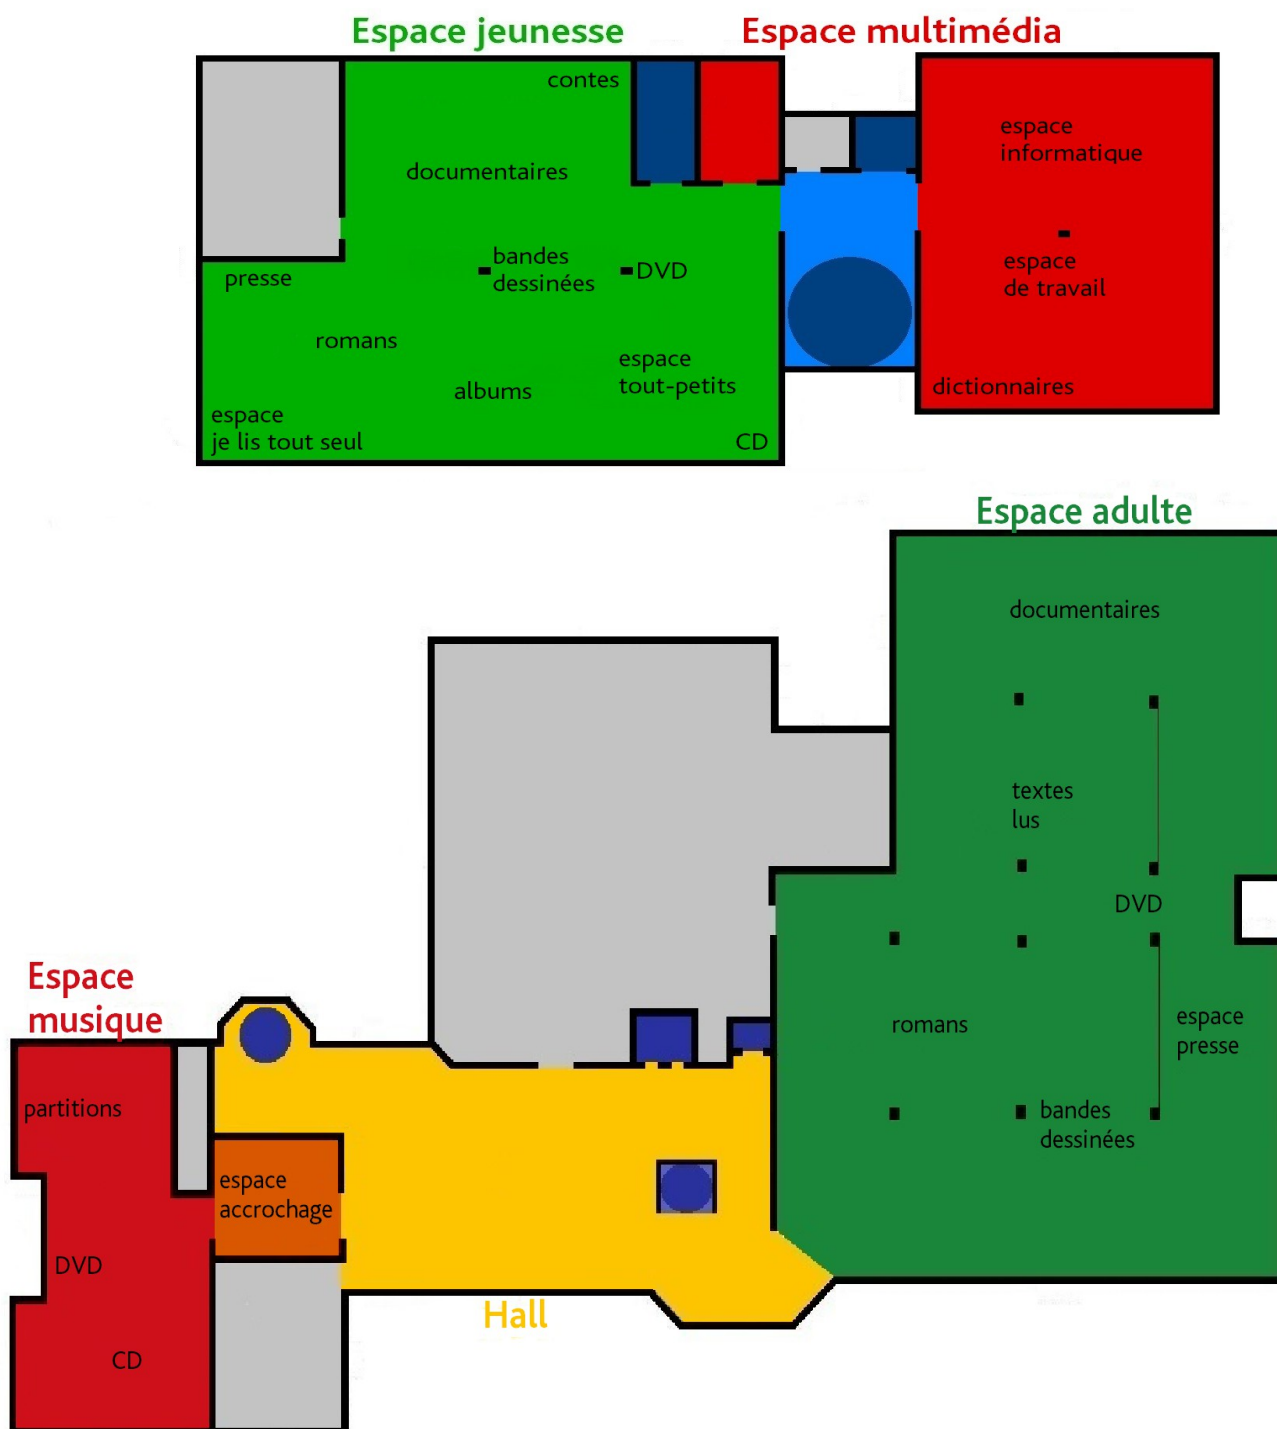 Espace jeunesse
Espace multimédia
contes
documentaires
bandes
dessinées
DVD
presse
romans
albums
espace
tout-petits
espace
je lis tout seul
CD
espace
informatique
espace
de travail
dictionnaires
Espace adulte
documentaires
textes
lus
DVD
romans
espace
presse
bandes
dessinées
Espace
musique
partitions
espace
accrochage
DVD
CD
Hall